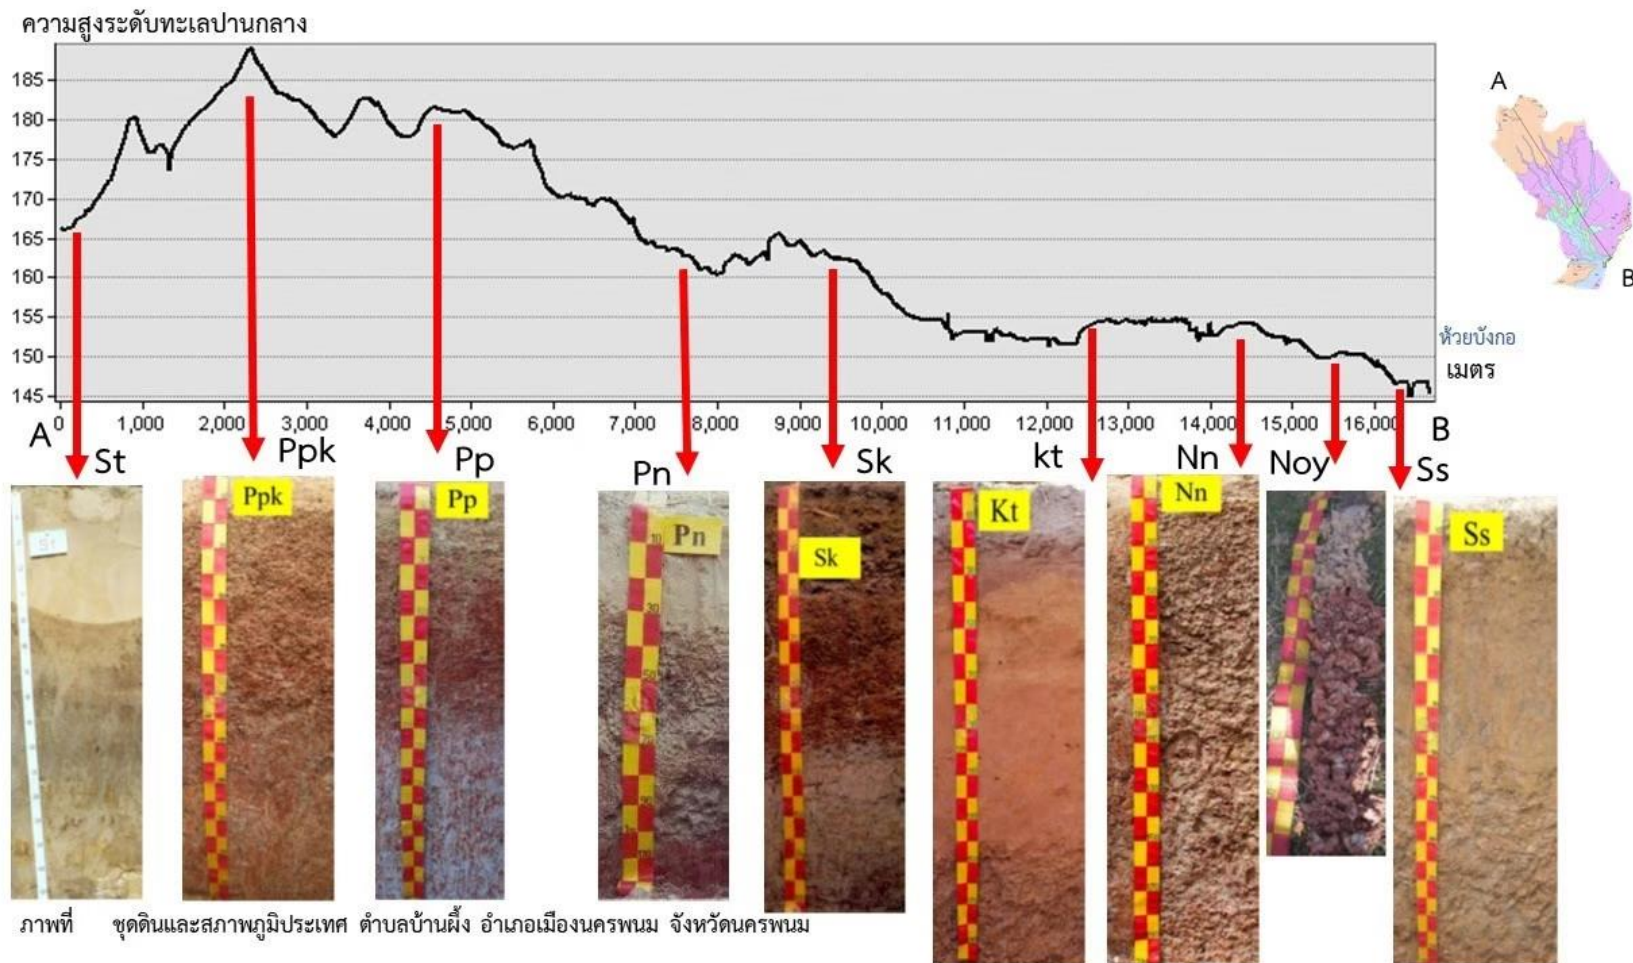 ความสูงระดับทะเลปานกลาง
185
180
175
170
165
160
155
150
145
A
B
ห้วยบังกอ
เมตร
A 0 1,000 2,000 3,000 4,000 5,000 6,000 7,000 8,000 9,000 10,000 11,000 12,000 13,000 14,000 15,000 16,000 B
St Ppk Pp Pn Sk kt Nn Noy Ss
St Ppk Pp Pn Sk Kt Nn Ss
ภาพที่ ชุดดินและสภาพภูมิประเทศ ตำบลบ้านผึ้ง อำเภอเมืองนครพนม จังหวัดนครพนม